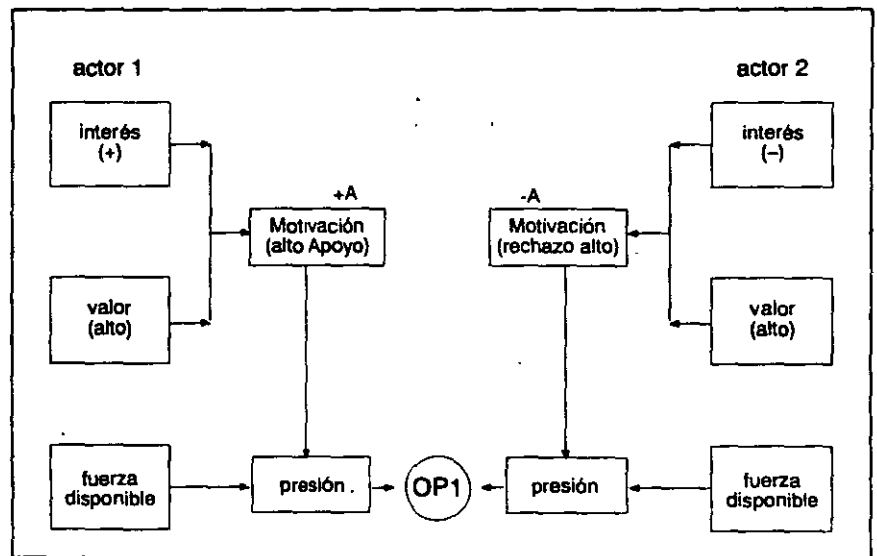 actor 1
actor 2
interés
(+)
interés
(–)
+A
-A
Motivación
(alto Apoyo)
Motivación
(rechazo alto)
valor
(alto)
valor
(alto)
fuerza
disponible
presión
OP1
presión
fuerza
disponible